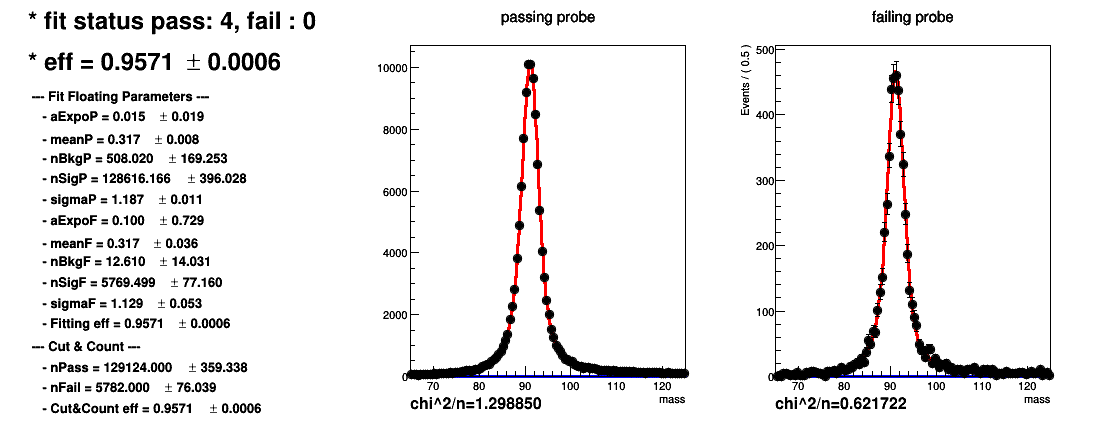 * fit status pass: 4, fail : 0
* eff = 0.9571 ± 0.0006
--- Fit Floating Parameters ---
- aExpoP = 0.015 ± 0.019
- meanP = 0.317 ± 0.008
- nBkgP = 508.020 ± 169.253
- nSigP = 128616.166 ± 396.028
- sigmaP = 1.187 ± 0.011
- aExpoF = 0.100 ± 0.729
- meanF = 0.317 ± 0.036
- nBkgF = 12.610 ± 14.031
- nSigF = 5769.499 ± 77.160
- sigmaF = 1.129 ± 0.053
- Fitting eff = 0.9571 ± 0.0006
--- Cut & Count ---
- nPass = 129124.000 ± 359.338
- nFail = 5782.000 ± 76.039
- Cut&Count eff = 0.9571 ± 0.0006
passing probe
10000
8000
6000
4000
2000
0
70 80 90 100 110 120
mass
chi^2/n=1.298850
failing probe
Events / ( 0.5 )
500
400
300
200
100
0
70 80 90 100 110 120
mass
chi^2/n=0.621722